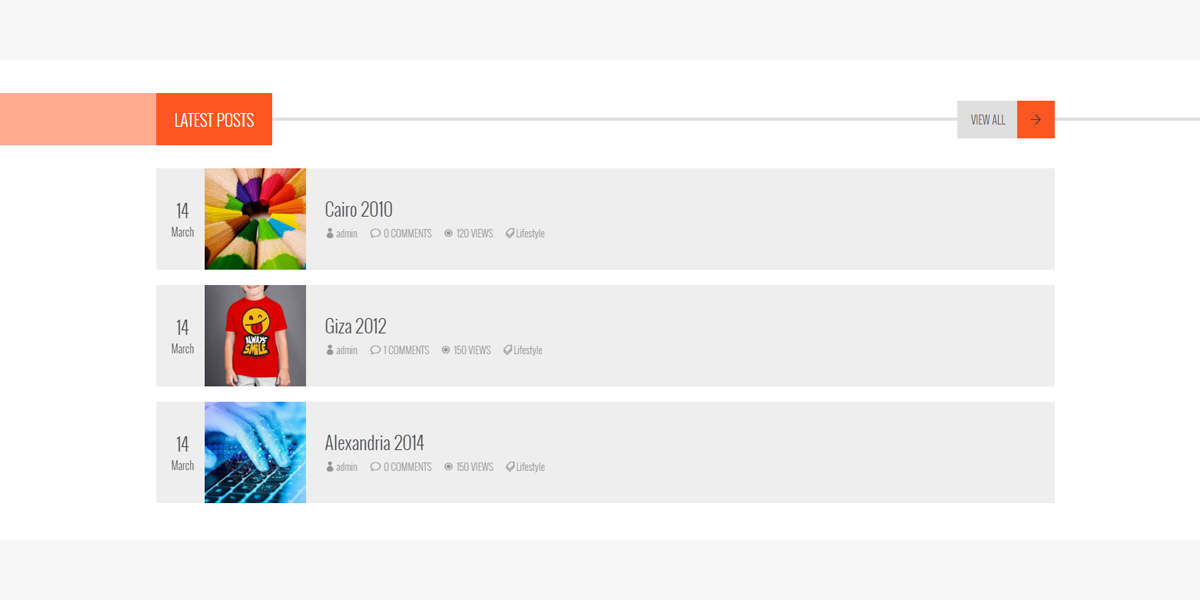 LATEST POSTS
VIEW ALL
14
March
Cairo 2010
admin 0 COMMENTS 120 VIEWS Lifestyle
14
March
ALWAYS
SMILE
Giza 2012
admin 1 COMMENTS 150 VIEWS Lifestyle
14
March
Alexandria 2014
admin 0 COMMENTS 150 VIEWS Lifestyle